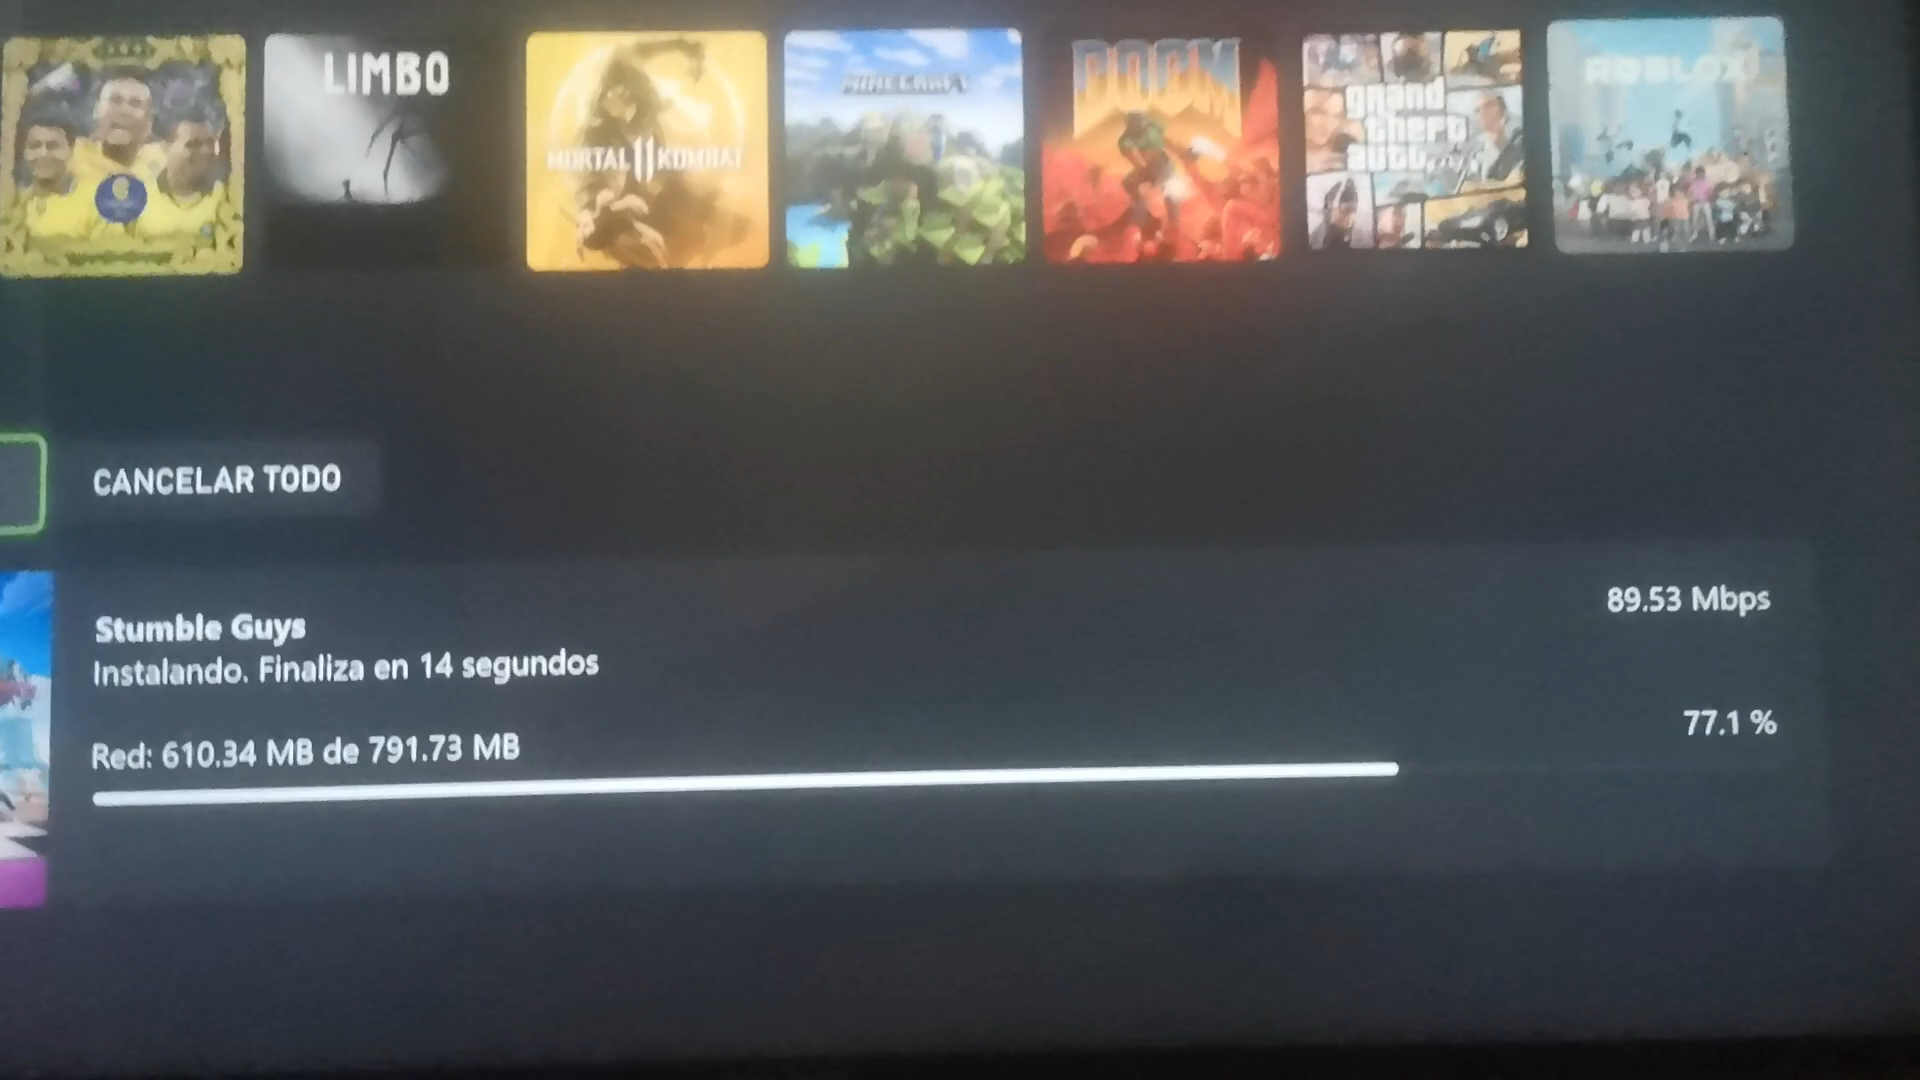 LIMBO
MORTAL 11 KOMBAT
MINECRAFT
DOOM
grand
theft
auto
ROBLOX
CANCELAR TODO
Stumble Guys
89.53 Mbps
Instalando. Finaliza en 14 segundos
77.1 %
Red: 610.34 MB de 791.73 MB